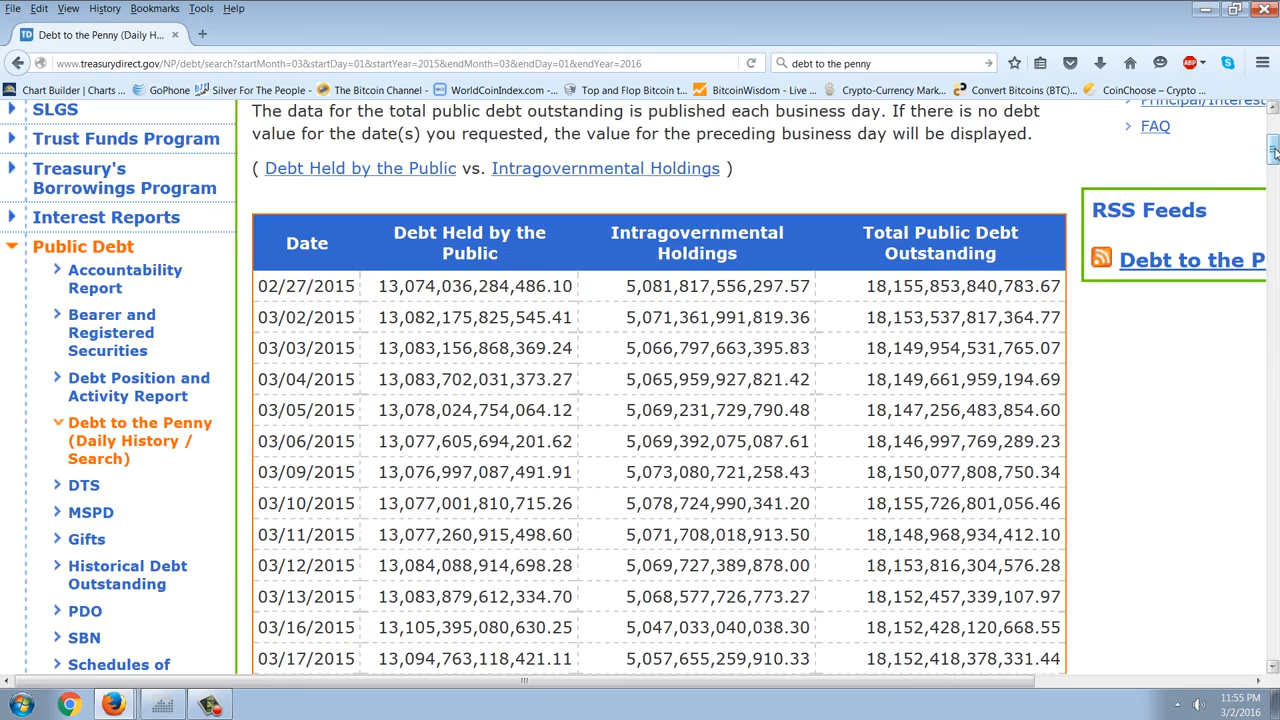 File Edit View History Bookmarks Tools Help
TD Debt to the Penny (Daily H... × +
www.treasurydirect.gov/NP/debt/search?startMonth=03&startDay=01&startYear=2015&endMonth=03&endDay=01&endYear=2016
debt to the penny
ABP
Chart Builder | Charts ...
GoPhone
Silver For The People - ...
The Bitcoin Channel - ...
WorldCoinIndex.com - ...
Top and Flop Bitcoin t...
BitcoinWisdom - Live ...
Crypto-Currency Mark...
Convert Bitcoins (BTC)...
CoinChoose – Crypto ...
SLGS
Trust Funds Program
Treasury's
Borrowings Program
Interest Reports
Public Debt
Accountability
Report
Bearer and
Registered
Securities
Debt Position and
Activity Report
Debt to the Penny
(Daily History /
Search)
DTS
MSPD
Gifts
Historical Debt
Outstanding
PDO
SBN
Schedules of
The data for the total public debt outstanding is published each business day. If there is no
debt value for the date(s) you requested, the value for the preceding business day will be displayed.
( Debt Held by the Public vs. Intragovernmental Holdings )
Date Debt Held by the Public Intragovernmental Holdings Total Public Debt Outstanding
02/27/2015 13,074,036,284,486.10 5,081,817,556,297.57 18,155,853,840,783.67
03/02/2015 13,082,175,825,545.41 5,071,361,991,819.36 18,153,537,817,364.77
03/03/2015 13,083,156,868,369.24 5,066,797,663,395.83 18,149,954,531,765.07
03/04/2015 13,083,702,031,373.27 5,065,959,927,821.42 18,149,661,959,194.69
03/05/2015 13,078,024,754,064.12 5,069,231,729,790.48 18,147,256,483,854.60
03/06/2015 13,077,605,694,201.62 5,069,392,075,087.61 18,146,997,769,289.23
03/09/2015 13,076,997,087,491.91 5,073,080,721,258.43 18,150,077,808,750.34
03/10/2015 13,077,001,810,715.26 5,078,724,990,341.20 18,155,726,801,056.46
03/11/2015 13,077,260,915,498.60 5,071,708,018,913.50 18,148,968,934,412.10
03/12/2015 13,084,088,914,698.28 5,069,727,389,878.00 18,153,816,304,576.28
03/13/2015 13,083,879,612,334.70 5,068,577,726,773.27 18,152,457,339,107.97
03/16/2015 13,105,395,080,630.25 5,047,033,040,038.30 18,152,428,120,668.55
03/17/2015 13,094,763,118,421.11 5,057,655,259,910.33 18,152,418,378,331.44
Principal/Interest
FAQ
RSS Feeds
Debt to the P
11:55 PM
3/2/2016